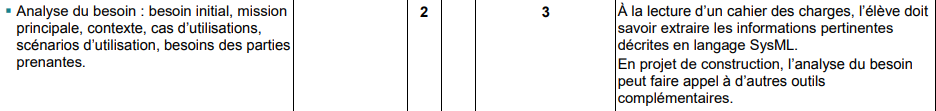 ▪ Analyse du besoin : besoin initial, mission
principale, contexte, cas d’utilisations,
scénarios d’utilisation, besoins des parties
prenantes.
2
3
À la lecture d’un cahier des charges, l’élève doit
savoir extraire les informations pertinentes
décrites en langage SysML.
En projet de construction, l’analyse du besoin
peut faire appel à d’autres outils
complémentaires.